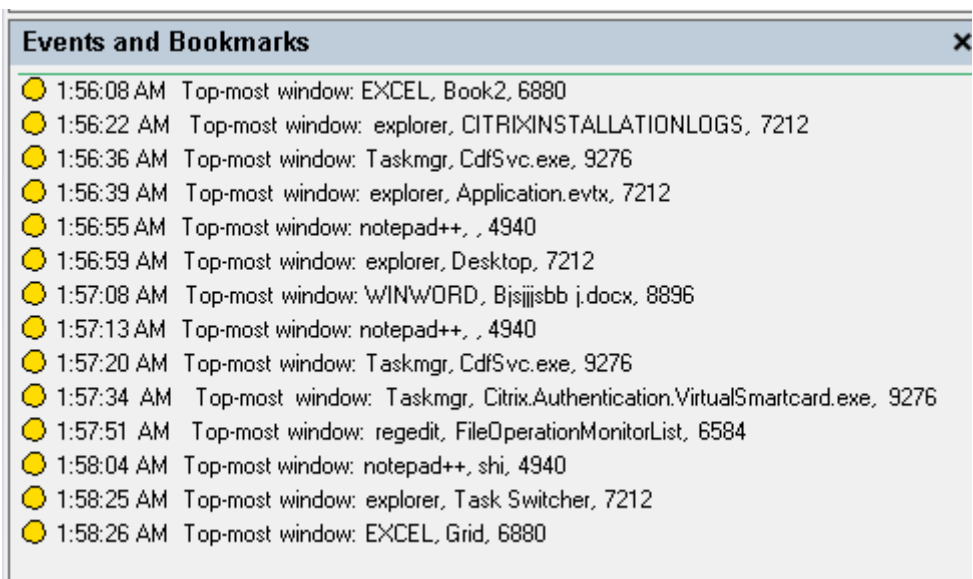 Events and Bookmarks
1:56:08 AM Top-most window: EXCEL, Book2, 6880
1:56:22 AM Top-most window: explorer, CITRIXINSTALLATIONLOGS, 7212
1:56:36 AM Top-most window: Taskmgr, CdfSvc.exe, 9276
1:56:39 AM Top-most window: explorer, Application.evtx, 7212
1:56:55 AM Top-most window: notepad++, , 4940
1:56:59 AM Top-most window: explorer, Desktop, 7212
1:57:08 AM Top-most window: WINWORD, Bjsjjjsbb j.docx, 8896
1:57:13 AM Top-most window: notepad++, , 4940
1:57:20 AM Top-most window: Taskmgr, CdfSvc.exe, 9276
1:57:34 AM Top-most window: Taskmgr, Citrix.Authentication.VirtualSmartcard.exe, 9276
1:57:51 AM Top-most window: regedit, FileOperationMonitorList, 6584
1:58:04 AM Top-most window: notepad++, shi, 4940
1:58:25 AM Top-most window: explorer, Task Switcher, 7212
1:58:26 AM Top-most window: EXCEL, Grid, 6880